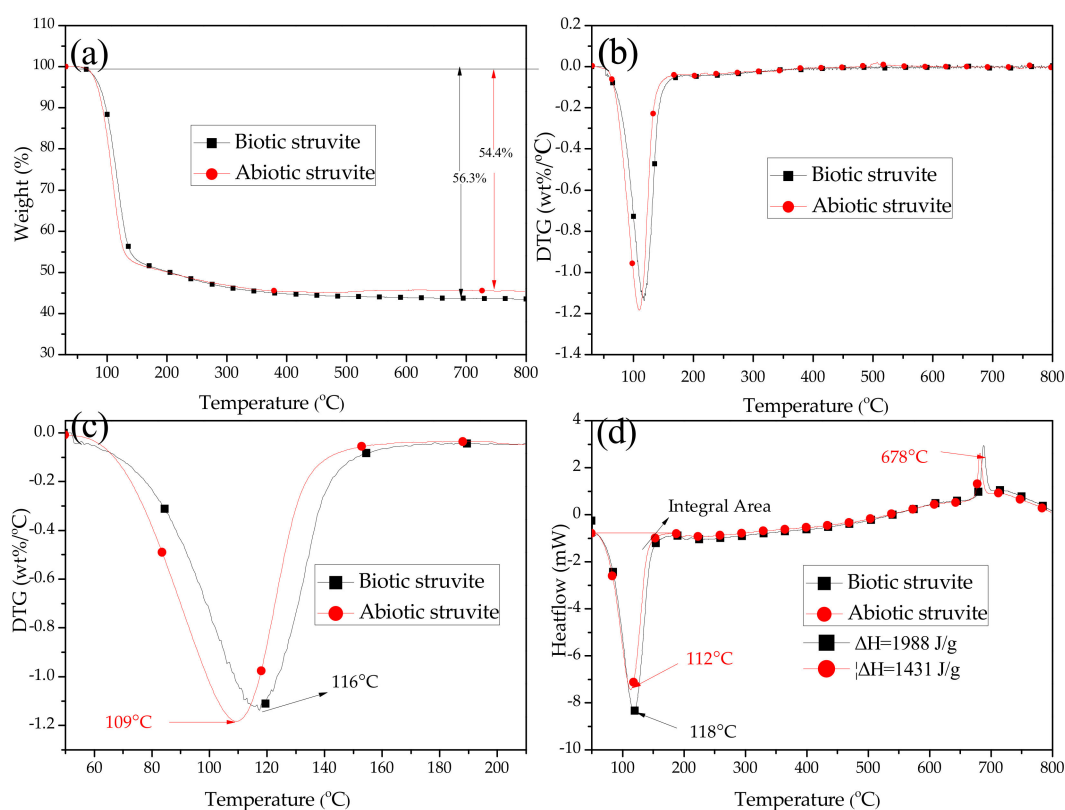 (a)
110
100
90
80
70
60
50
40
30
Weight (%)
Biotic struvite
Abiotic struvite
54.4%
56.3%
100 200 300 400 500 600 700 800
Temperature (°C)
(b)
0.2
0.0
-0.2
-0.4
-0.6
-0.8
-1.0
-1.2
-1.4
DTG (wt%/°C)
Biotic struvite
Abiotic struvite
100 200 300 400 500 600 700 800
Temperature (°C)
(c)
0.0
-0.2
-0.4
-0.6
-0.8
-1.0
-1.2
DTG (wt%/°C)
Biotic struvite
Abiotic struvite
116°C
109°C
60 80 100 120 140 160 180 200
Temperature (°C)
(d)
4
2
0
-2
-4
-6
-8
-10
Heatflow (mW)
678°C
Integral Area
Biotic struvite
Abiotic struvite
ΔH=1988 J/g
¦ΔH=1431 J/g
112°C
118°C
100 200 300 400 500 600 700 800
Temperature (°C)